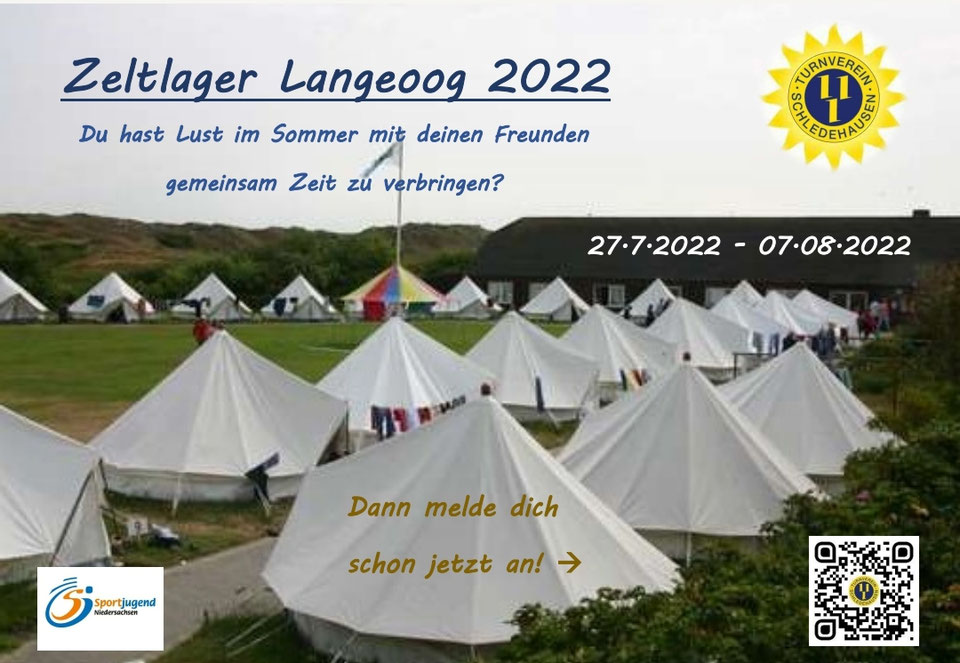 Zeltlager Langeoog 2022
Du hast Lust im Sommer mit deinen Freunden
gemeinsam Zeit zu verbringen?
TURNVEREIN
SCHLEDEHAUSEN
27.7.2022 - 07.08.2022
Dann melde dich
schon jetzt an! →
Sportjugend
Niedersachsen